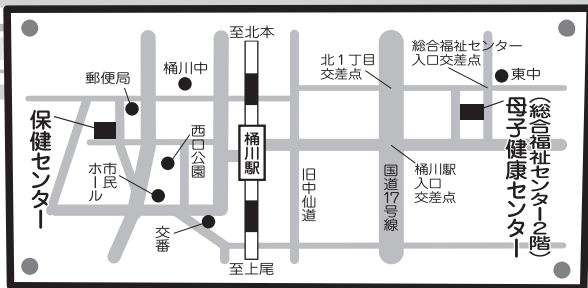 至北本
総合福祉センター
入口交差点
北1丁目
交差点
東中
桶川中
郵便局
保健センター
西口公園
桶川駅
市民
ホール
旧中仙道
国道17号線
桶川駅
入口
交差点
母子健康センター
(総合福祉センター2階)
交番
至上尾